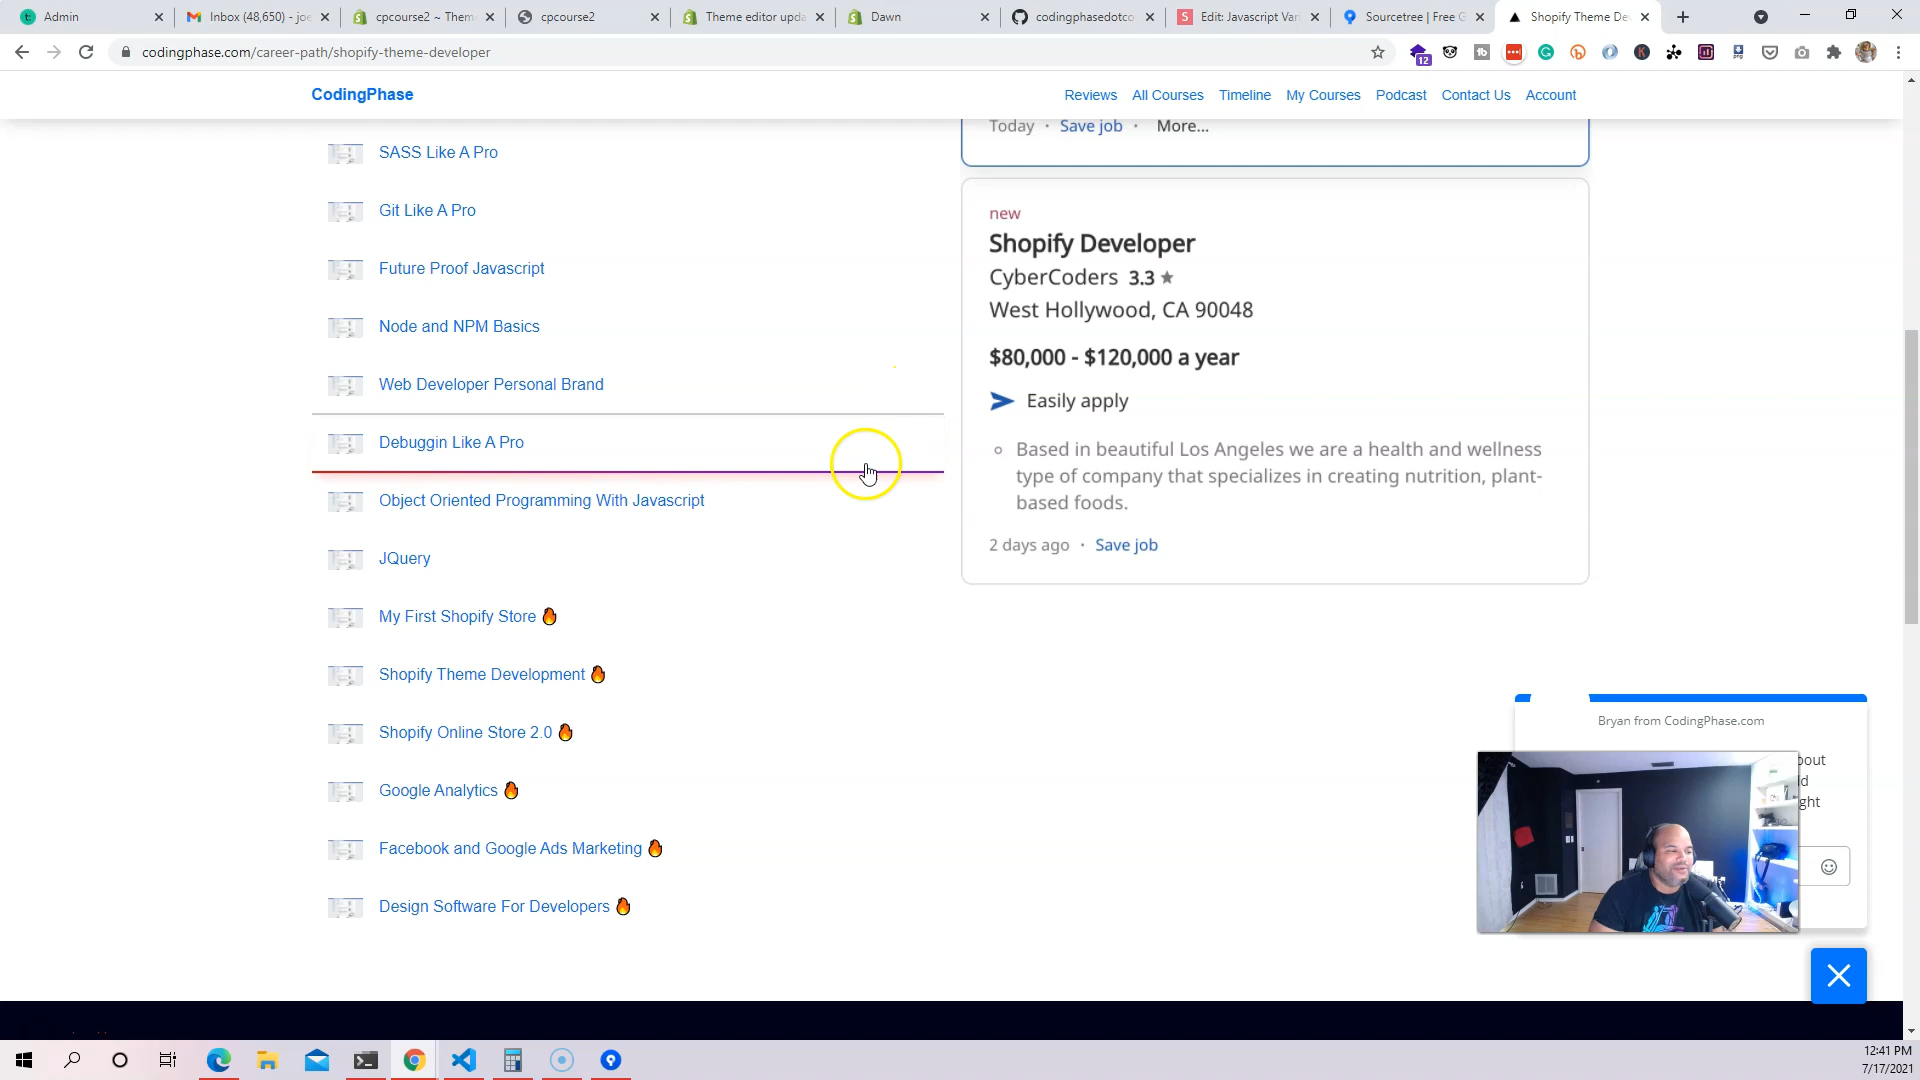 Admin
Inbox (48,650) - joe
cpcourse2 ~ Them
cpcourse2
Theme editor upda
Dawn
codingphasedotco
Edit: Javascript Vari
Sourcetree | Free G
Shopify Theme De
codingphase.com/career-path/shopify-theme-developer
12
CodingPhase
Reviews
All Courses
Timeline
My Courses
Podcast
Contact Us
Account
SASS Like A Pro
Git Like A Pro
Future Proof Javascript
Node and NPM Basics
Web Developer Personal Brand
Debuggin Like A Pro
Object Oriented Programming With Javascript
JQuery
My First Shopify Store 🔥
Shopify Theme Development 🔥
Shopify Online Store 2.0 🔥
Google Analytics 🔥
Facebook and Google Ads Marketing 🔥
Design Software For Developers 🔥
Today · Save job · More...
new
Shopify Developer
CyberCoders 3.3 ★
West Hollywood, CA 90048
$80,000 - $120,000 a year
Easily apply
Based in beautiful Los Angeles we are a health and wellness
type of company that specializes in creating nutrition, plant-
based foods.
2 days ago · Save job
Bryan from CodingPhase.com
12:41 PM
7/17/2021